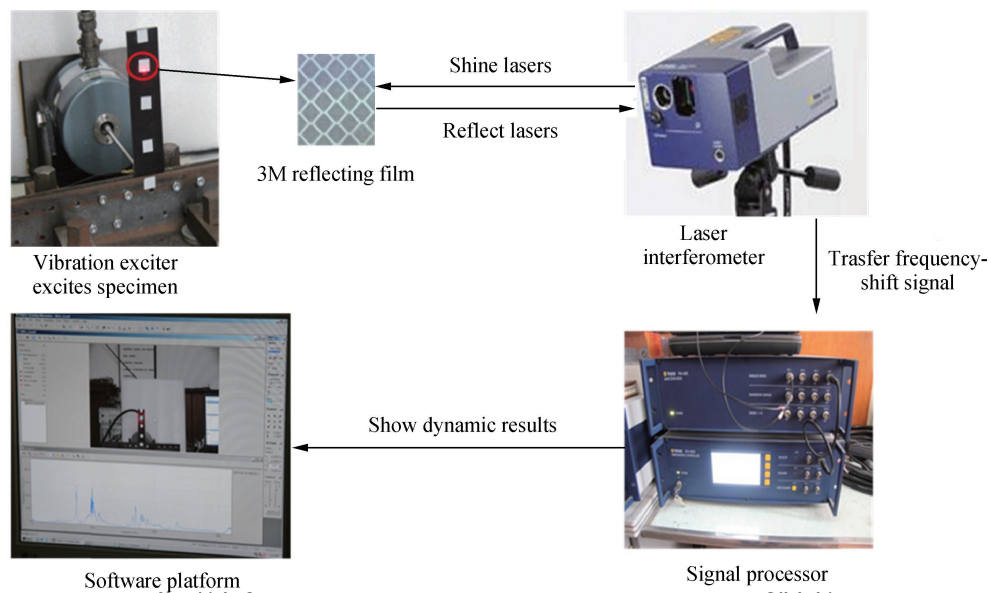 Shine lasers
Reflect lasers
3M reflecting film
Vibration exciter
excites specimen
Laser
interferometer
Trasfer frequency-
shift signal
Show dynamic results
Software platform
Signal processor